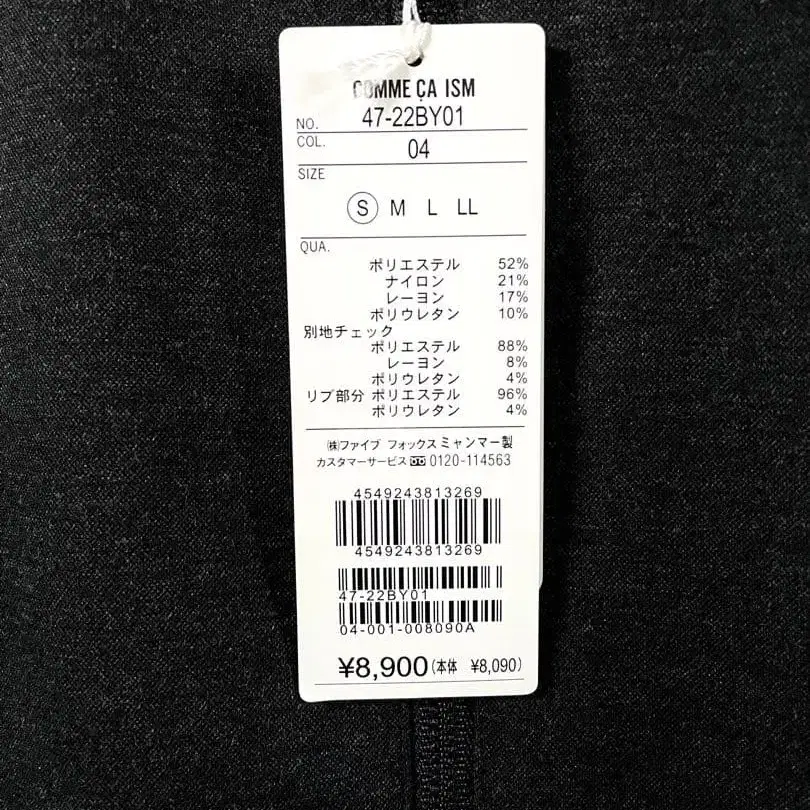 COMME ÇA ISM
NO. 47-22BY01
COL. 04
SIZE
S M L LL
QUA.
ポリエステル 52%
ナイロン 21%
レーヨン 17%
ポリウレタン 10%
別地チェック
ポリエステル 88%
レーヨン 8%
ポリウレタン 4%
リブ部分 ポリエステル 96%
ポリウレタン 4%
㈱ファイブ フォックス ミャンマー製
カスタマーサービス 0120-114563
4549243813269
4549243813269
47-22BY01
04-001-008090A
¥8,900(本体 ¥8,090)